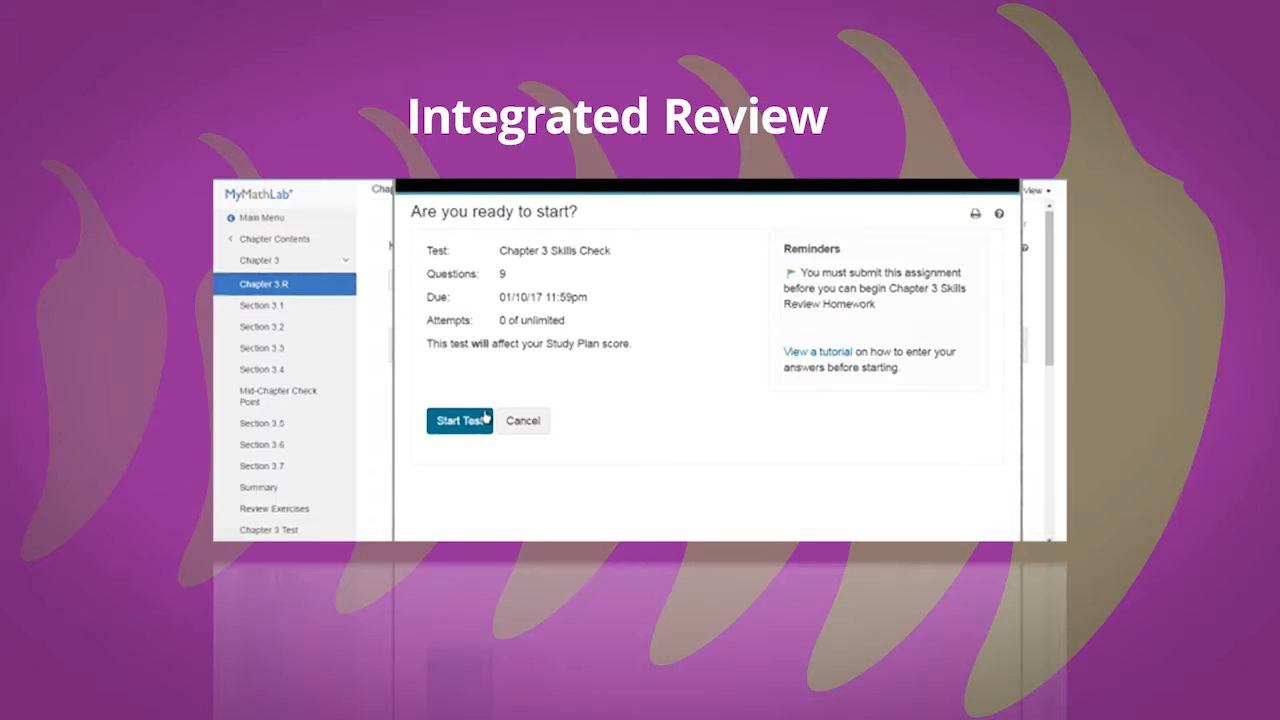 Integrated Review
MyMathLab®
Main Menu
Chapter Contents
Chapter 3
Chapter 3.R
Section 3.1
Section 3.2
Section 3.3
Section 3.4
Mid-Chapter Check
Point
Section 3.5
Section 3.6
Section 3.7
Summary
Review Exercises
Chapter 3 Test
View
Are you ready to start?
Test: Chapter 3 Skills Check
Questions: 9
Due: 01/10/17 11:59pm
Attempts: 0 of unlimited
This test will affect your Study Plan score.
Start Test
Cancel
Reminders
You must submit this assignment
before you can begin Chapter 3 Skills
Review Homework
View a tutorial on how to enter your
answers before starting.